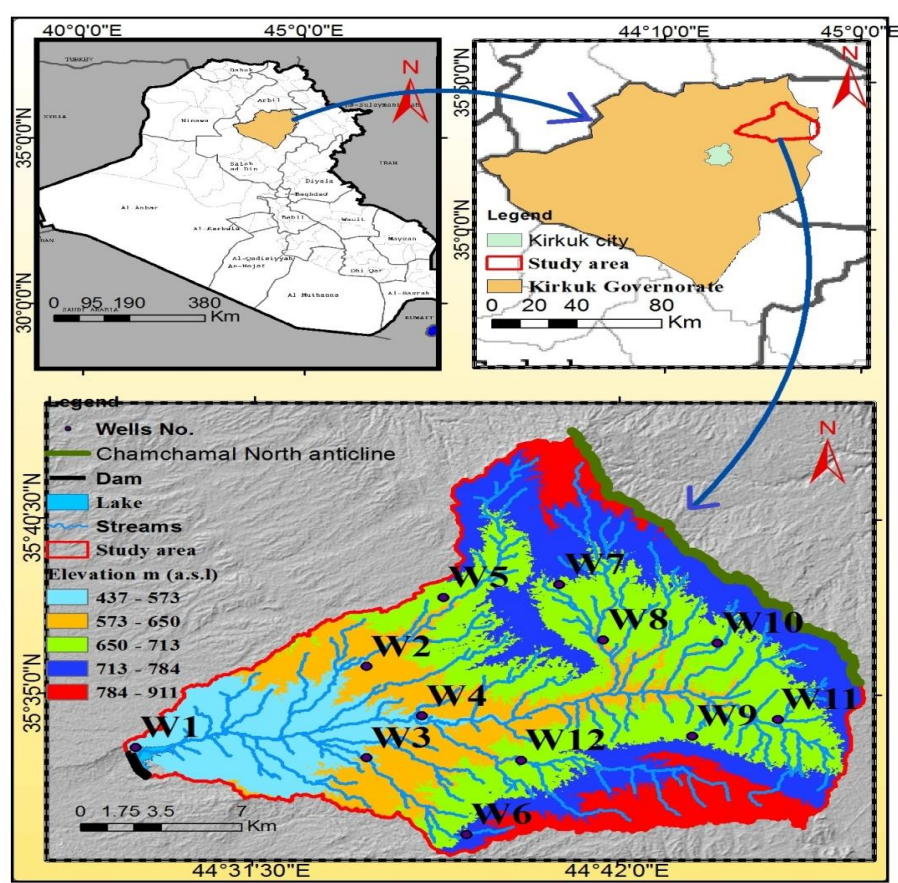 40°0'0"E 45°0'0"E
35°0'0"N
30°0'0"N
TURKEY
SYRIA
Dahuk
Arbil
Ninawa
As-Sulaymaniyah
IRAN
Salah
ad-Din
Diyala
Baghdad
Al-Anbar
Babil
Wasit
Al-Karbala
Maysan
Al-Qadisiyyah
An-Najat
Dhi Qar
Al Muthanna
Al-Basrah
KUWAIT
SAUDI ARABIA
N
0 95 190 380
Km
44°10'0"E 45°0'0"E
35°50'0"N
35°0'0"N
N
Legend
Kirkuk city
Study area
Kirkuk Governorate
0 20 40 80
Km
Legend
Wells No.
Chamchamal North anticline
Dam
Lake
Streams
Study area
Elevation m (a.s.l)
437 - 573
573 - 650
650 - 713
713 - 784
784 - 911
N
35°40'30"N
35°35'0"N
W7
W5
W8
W10
W2
W4
W11
W1
W9
W3
W12
W6
0 1.75 3.5 7
Km
44°31'30"E 44°42'0"E